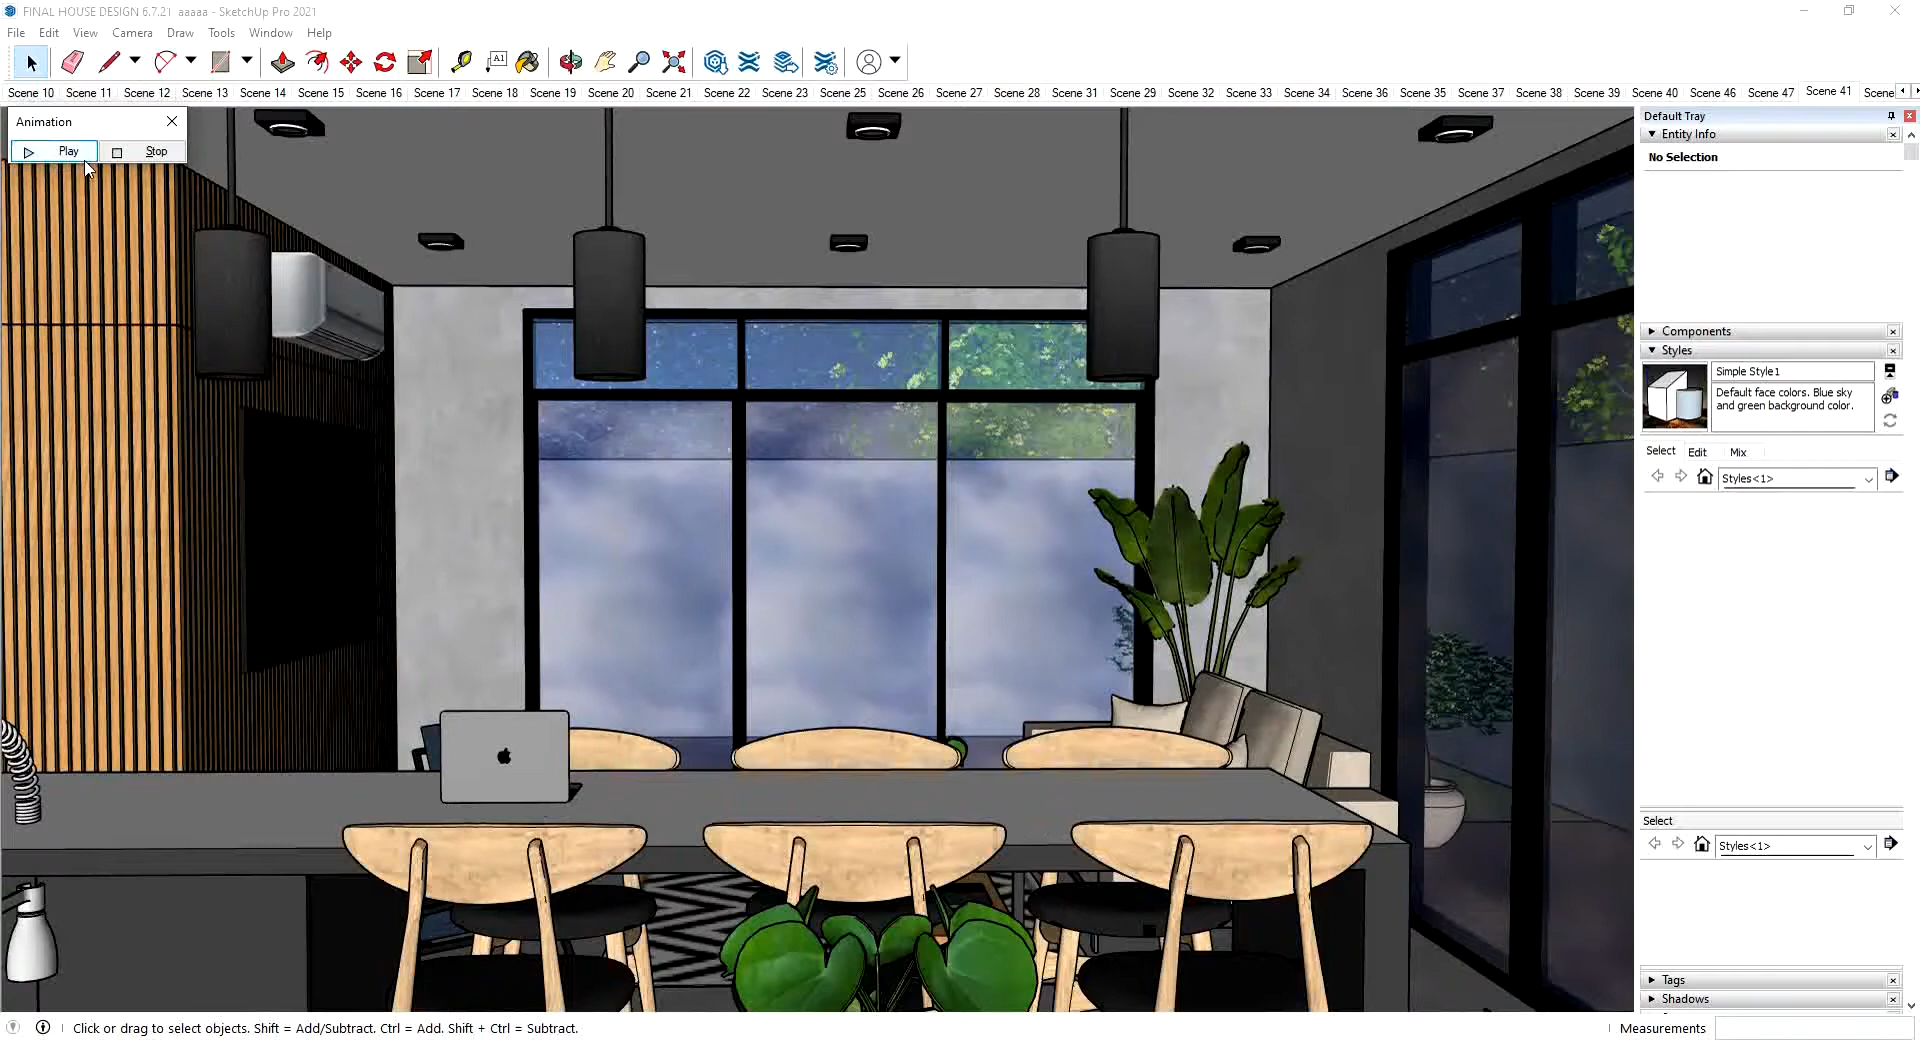 FINAL HOUSE DESIGN 6.7.21 aaaaa - SketchUp Pro 2021
File Edit View Camera Draw Tools Window Help
A1
Scene 10 Scene 11 Scene 12 Scene 13 Scene 14 Scene 15 Scene 16 Scene 17 Scene 18 Scene 19 Scene 20 Scene 21 Scene 22 Scene 23 Scene 25 Scene 26 Scene 27 Scene 28 Scene 31 Scene 29 Scene 32 Scene 33 Scene 34 Scene 36 Scene 35 Scene 37 Scene 38 Scene 39 Scene 40 Scene 46 Scene 47 Scene 41 Scene
Animation
Play Stop
Default Tray
Entity Info
No Selection
Components
Styles
Simple Style1
Default face colors. Blue sky
and green background color.
Select Edit Mix
Styles<1>
Select
Styles<1>
Tags
Shadows
Click or drag to select objects. Shift = Add/Subtract. Ctrl = Add. Shift + Ctrl = Subtract.
Measurements